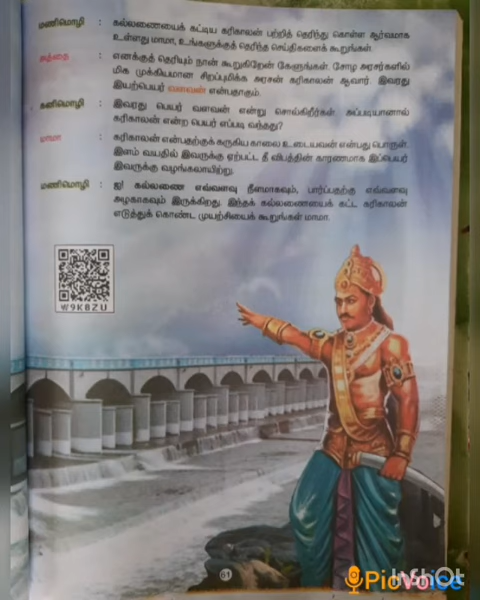 மணிமொழி : கல்லணையைக் கட்டிய கரிகாலன் பற்றித் தெரிந்து கொள்ள ஆர்வமாக
உள்ளது மாமா, உங்களுக்குத் தெரிந்த செய்திகளைக் கூறுங்கள்.
அத்தை : எனக்குத் தெரியும் நான் கூறுகிறேன் கேளுங்கள். சோழ அரசர்களில்
மிக முக்கியமான சிறப்புமிக்க அரசன் கரிகாலன் ஆவார். இவரது
இயற்பெயர் வளவன் என்பதாகும்.
கனிமொழி : இவரது பெயர் வளவன் என்று சொல்கிறீர்கள். அப்படியானால்
கரிகாலன் என்ற பெயர் எப்படி வந்தது?
மாமா : கரிகாலன் என்பதற்குக் கருகிய காலை உடையவன் என்பது பொருள்.
இளம் வயதில் இவருக்கு ஏற்பட்ட தீ விபத்தின் காரணமாக இப்பெயர்
இவருக்கு வழங்கலாயிற்று.
மணிமொழி : ஐ! கல்லணை எவ்வளவு நீளமாகவும், பார்ப்பதற்கு எவ்வளவு
அழகாகவும் இருக்கிறது. இந்தக் கல்லணையைக் கட்ட கரிகாலன்
எடுத்துக் கொண்ட முயற்சியைக் கூறுங்கள் மாமா.
W9K8ZU
61
PicVoice